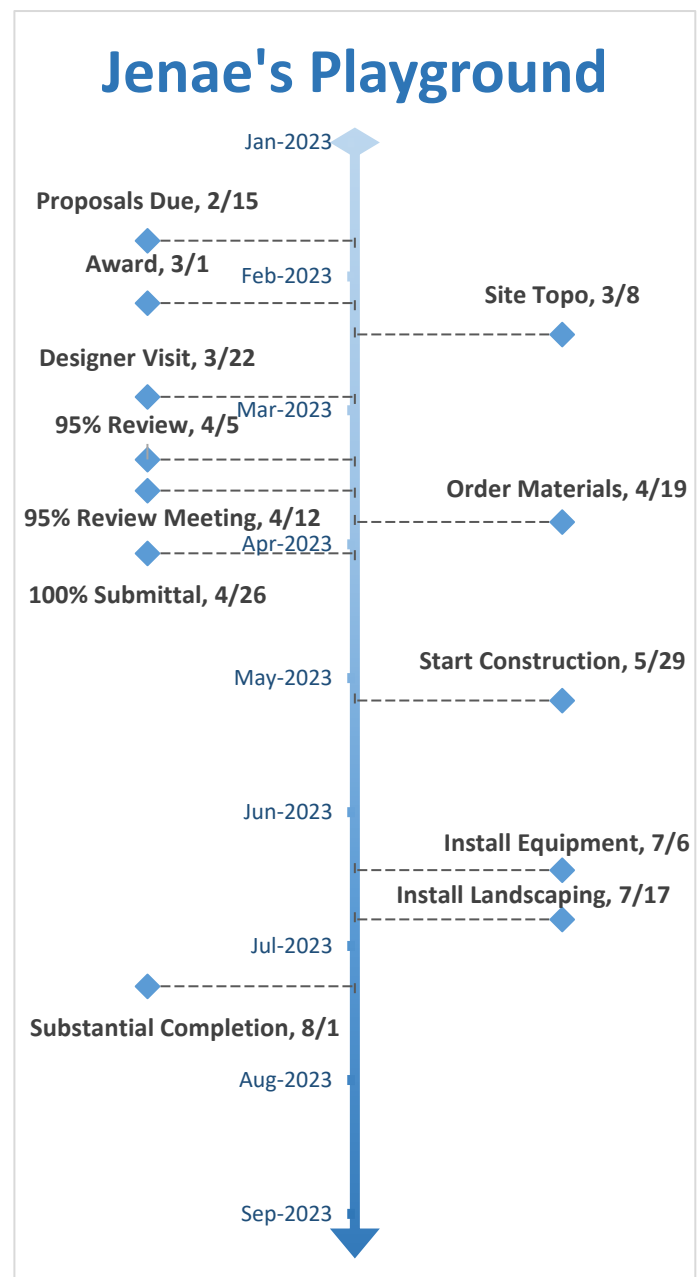 Jenae's Playground
Jan-2023
Proposals Due, 2/15
Award, 3/1
Feb-2023
Site Topo, 3/8
Designer Visit, 3/22
Mar-2023
95% Review, 4/5
Order Materials, 4/19
95% Review Meeting, 4/12
Apr-2023
100% Submittal, 4/26
Start Construction, 5/29
May-2023
Jun-2023
Install Equipment, 7/6
Install Landscaping, 7/17
Jul-2023
Substantial Completion, 8/1
Aug-2023
Sep-2023